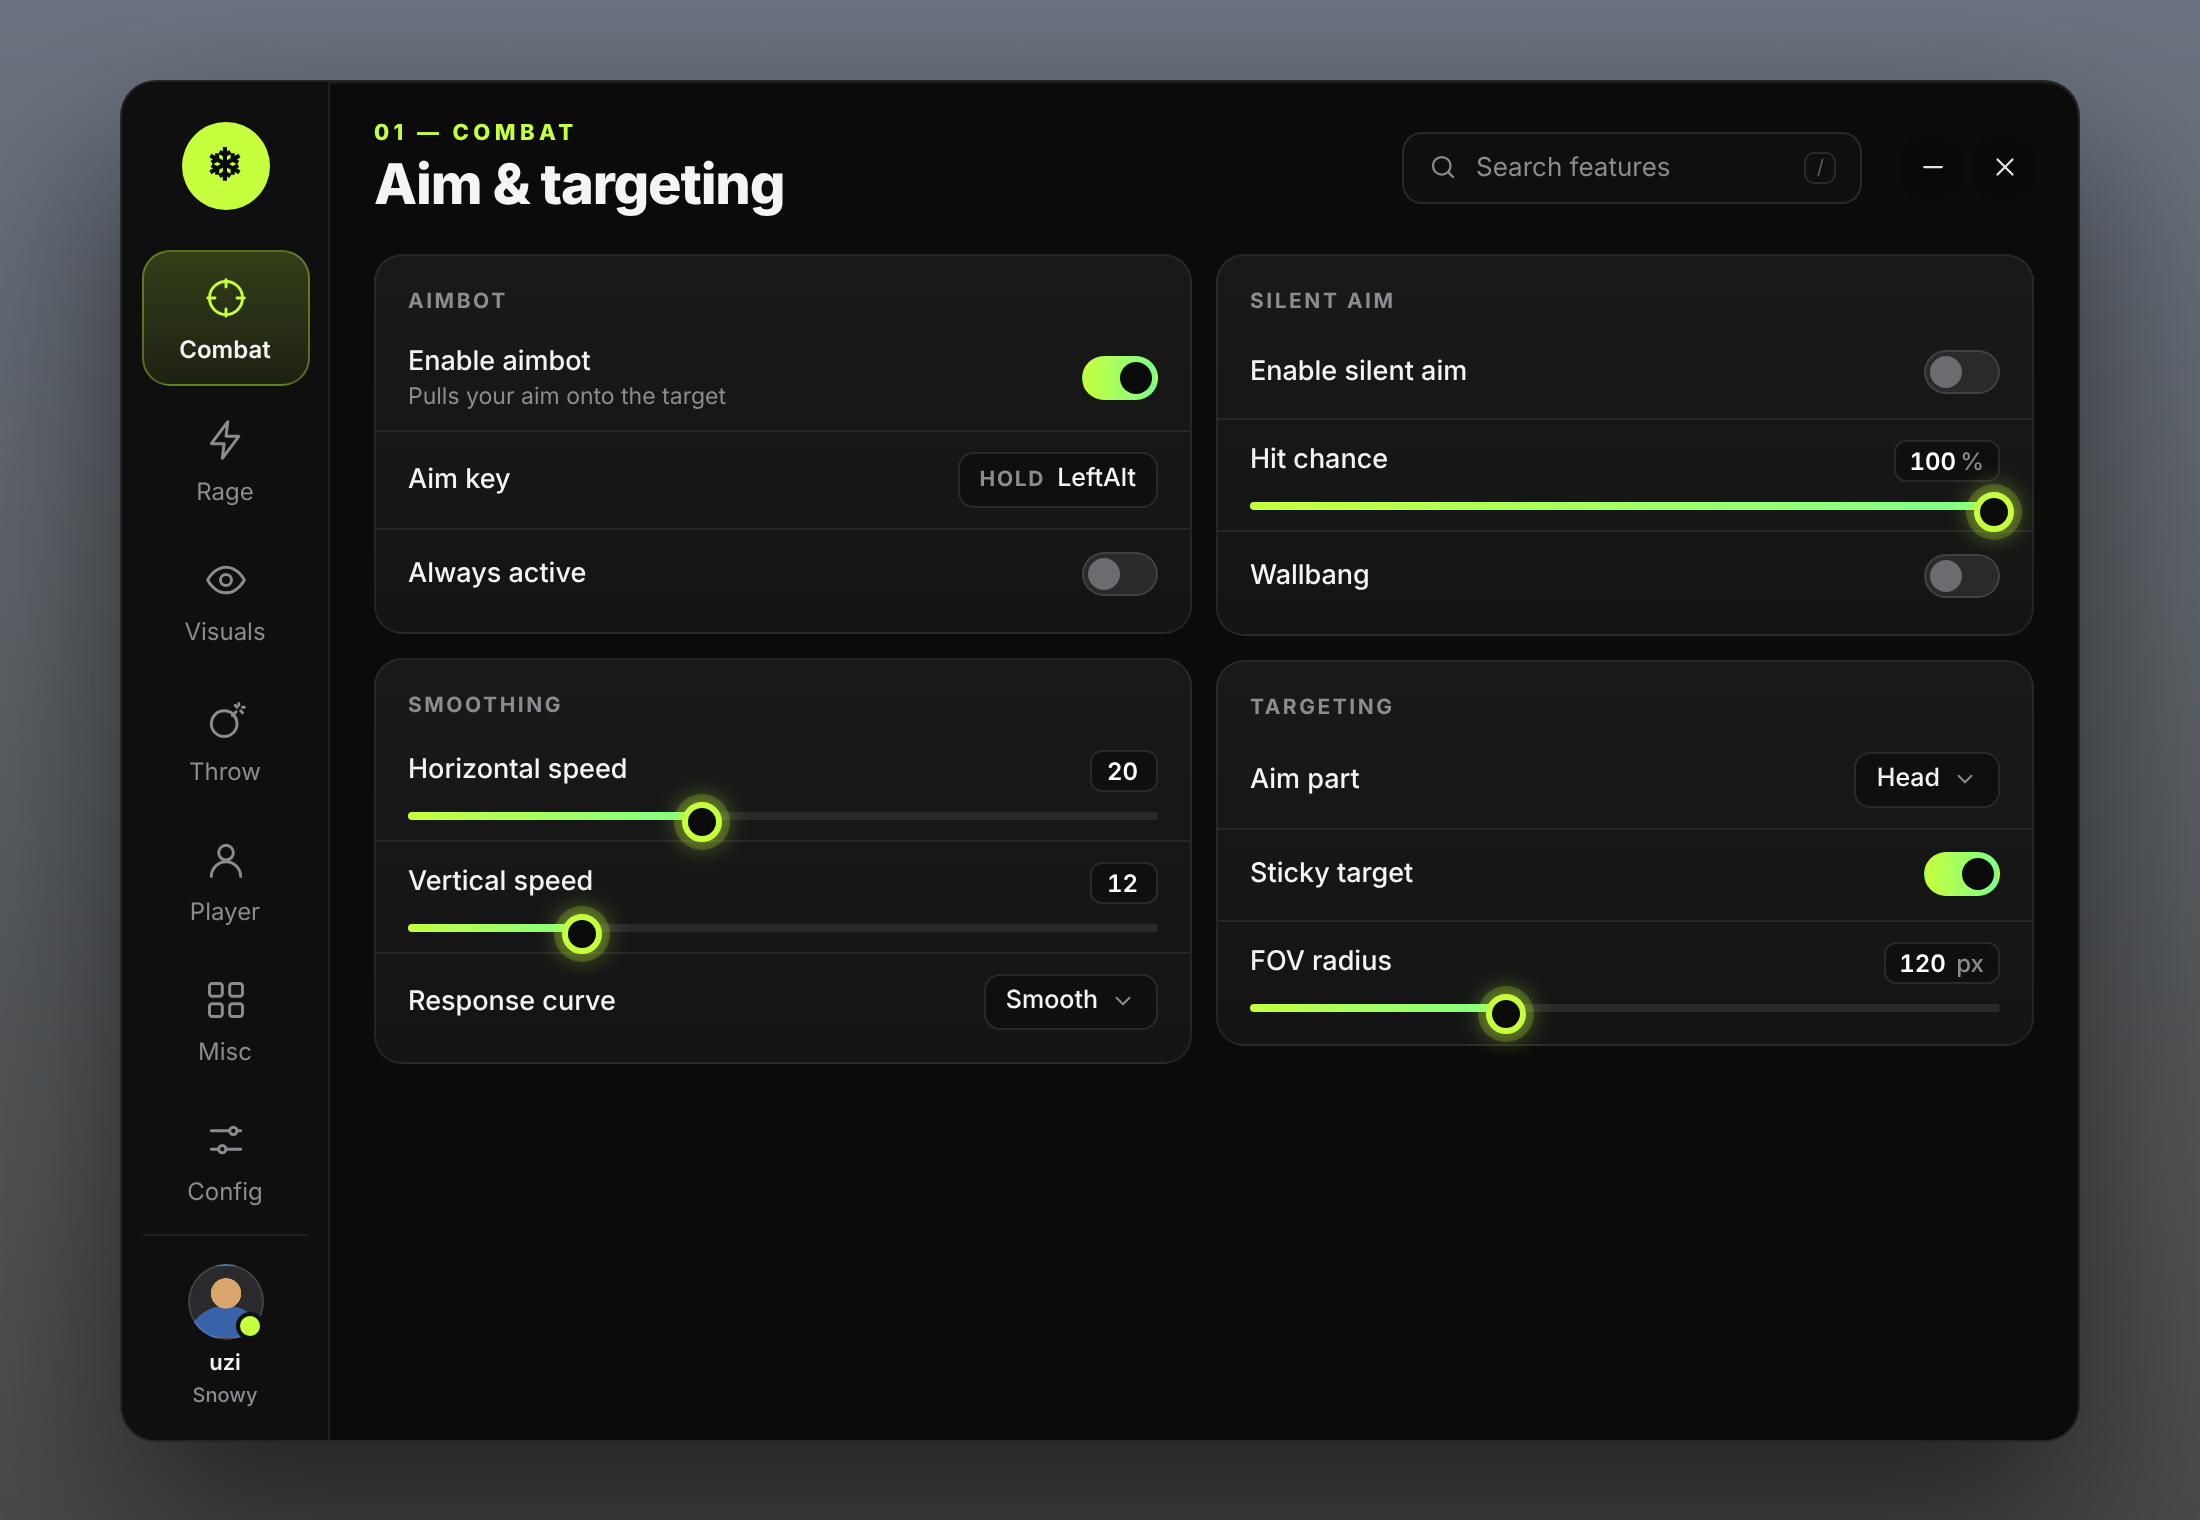 01 — COMBAT
Aim & targeting
Search features /
Combat
Rage
Visuals
Throw
Player
Misc
Config
uzi
Snowy
AIMBOT
Enable aimbot
Pulls your aim onto the target
Aim key HOLD LeftAlt
Always active
SMOOTHING
Horizontal speed 20
Vertical speed 12
Response curve Smooth
SILENT AIM
Enable silent aim
Hit chance 100 %
Wallbang
TARGETING
Aim part Head
Sticky target
FOV radius 120 px